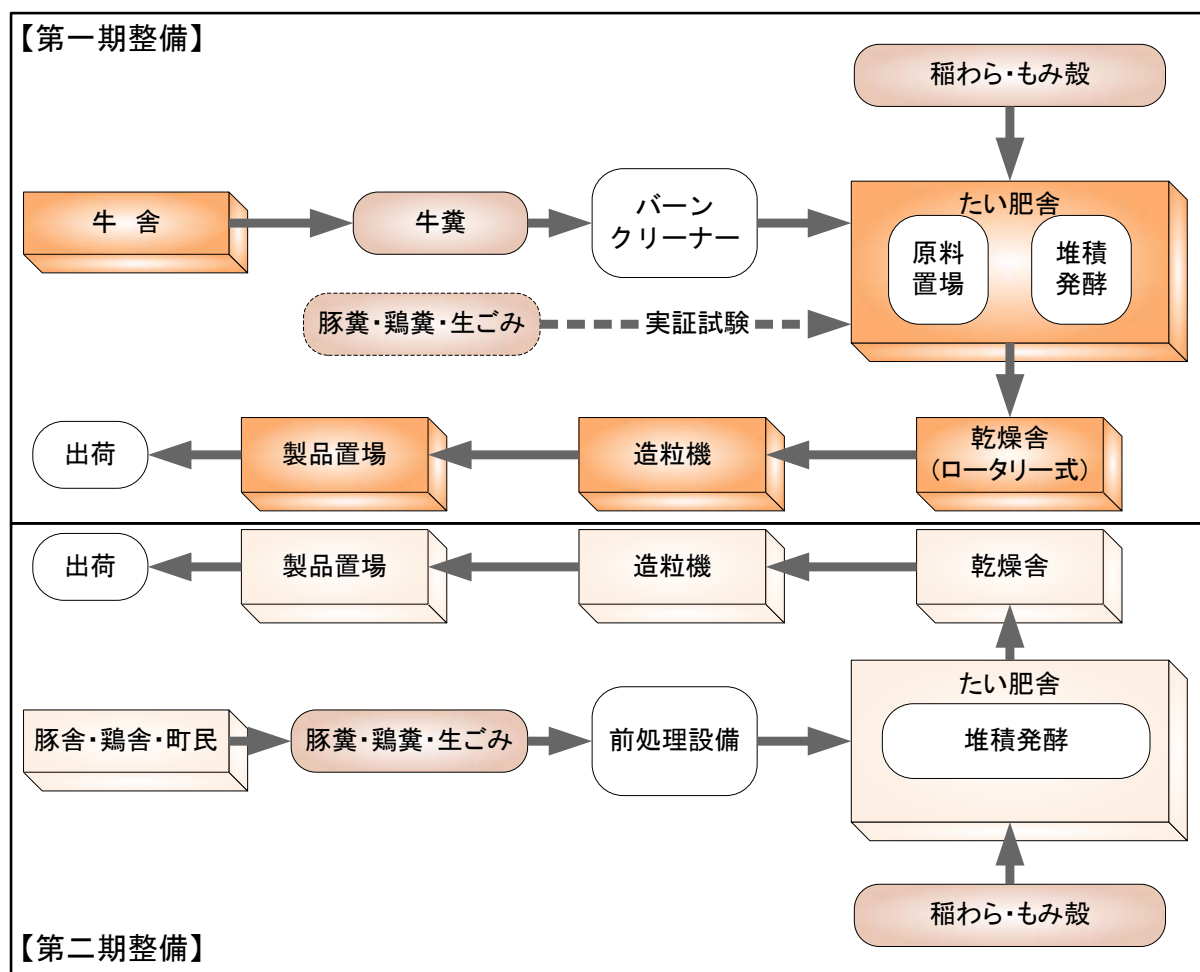 【第一期整備】
稲わら・もみ殻
牛 舎
牛糞
バーン
クリーナー
たい肥舎
原料
置場
堆積
発酵
豚糞・鶏糞・生ごみ
実証試験
出荷
製品置場
造粒機
乾燥舎
(ロータリー式)
出荷
製品置場
造粒機
乾燥舎
豚舎・鶏舎・町民
豚糞・鶏糞・生ごみ
前処理設備
たい肥舎
堆積発酵
稲わら・もみ殻
【第二期整備】